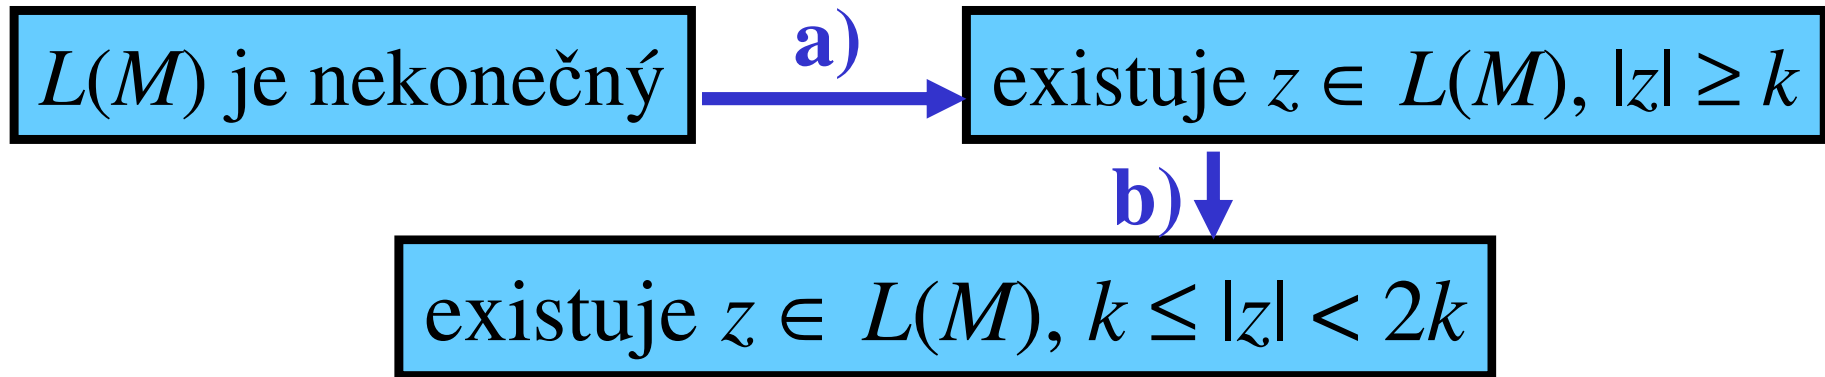 L(M) je nekonečný
a)
existuje z ∈ L(M), |z| ≥ k
b)
existuje z ∈ L(M), k ≤ |z| < 2k